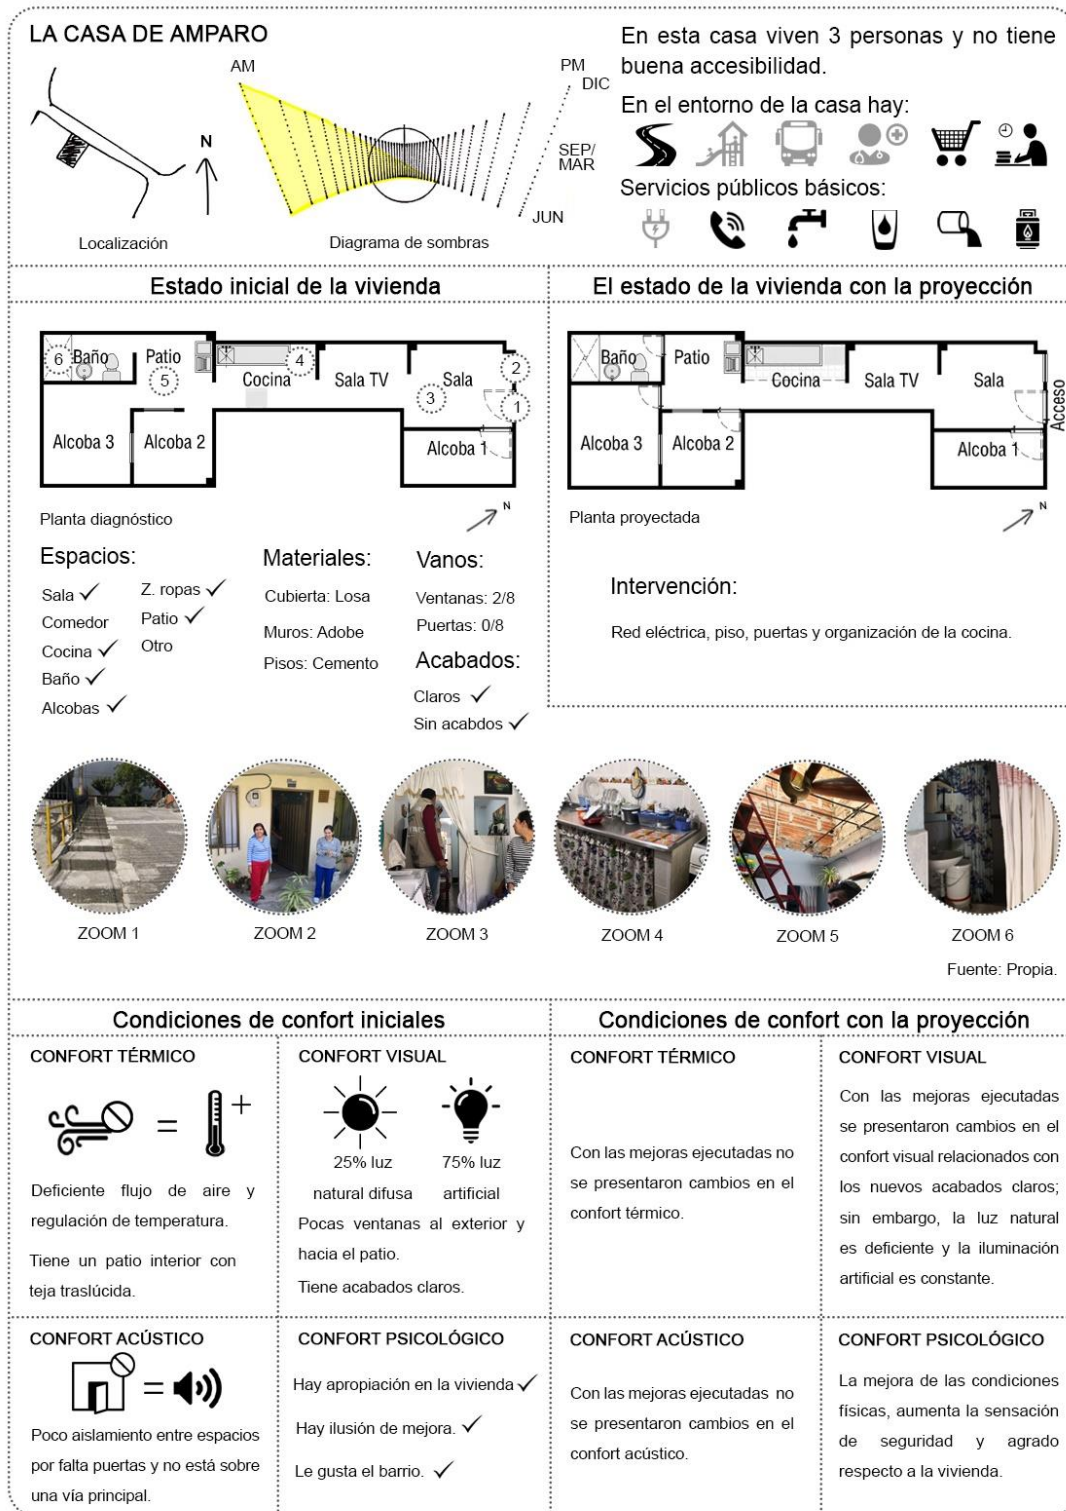 LA CASA DE AMPARO
En esta casa viven 3 personas y no tiene
buena accesibilidad.
AM
PM
DIC
En el entorno de la casa hay:
N
SEP/
MAR
Servicios públicos básicos:
JUN
Localización
Diagrama de sombras
Estado inicial de la vivienda
El estado de la vivienda con la proyección
6
Baño
Patio
5
4
Cocina
Sala TV
Sala
3
2
1
Alcoba 3
Alcoba 2
Alcoba 1
N
Planta diagnóstico
Baño
Patio
Cocina
Sala TV
Sala
Acceso
Alcoba 3
Alcoba 2
Alcoba 1
N
Planta proyectada
Espacios:
Sala ✓
Comedor
Cocina ✓
Baño ✓
Alcobas ✓
Z. ropas ✓
Patio ✓
Otro
Materiales:
Cubierta: Losa
Muros: Adobe
Pisos: Cemento
Vanos:
Ventanas: 2/8
Puertas: 0/8
Acabados:
Claros ✓
Sin acabdos ✓
Intervención:
Red eléctrica, piso, puertas y organización de la cocina.
ZOOM 1
ZOOM 2
ZOOM 3
ZOOM 4
ZOOM 5
ZOOM 6
Fuente: Propia.
Condiciones de confort iniciales
Condiciones de confort con la proyección
CONFORT TÉRMICO
= +
Deficiente flujo de aire y
regulación de temperatura.
Tiene un patio interior con
teja traslúcida.
CONFORT VISUAL
25% luz
natural difusa
75% luz
artificial
Pocas ventanas al exterior y
hacia el patio.
Tiene acabados claros.
CONFORT TÉRMICO
Con las mejoras ejecutadas no
se presentaron cambios en el
confort térmico.
CONFORT VISUAL
Con las mejoras ejecutadas
se presentaron cambios en el
confort visual relacionados con
los nuevos acabados claros;
sin embargo, la luz natural
es deficiente y la iluminación
artificial es constante.
CONFORT ACÚSTICO
=
Poco aislamiento entre espacios
por falta puertas y no está sobre
una vía principal.
CONFORT PSICOLÓGICO
Hay apropiación en la vivienda ✓
Hay ilusión de mejora. ✓
Le gusta el barrio. ✓
CONFORT ACÚSTICO
Con las mejoras ejecutadas no
se presentaron cambios en el
confort acústico.
CONFORT PSICOLÓGICO
La mejora de las condiciones
físicas, aumenta la sensación
de seguridad y agrado
respecto a la vivienda.